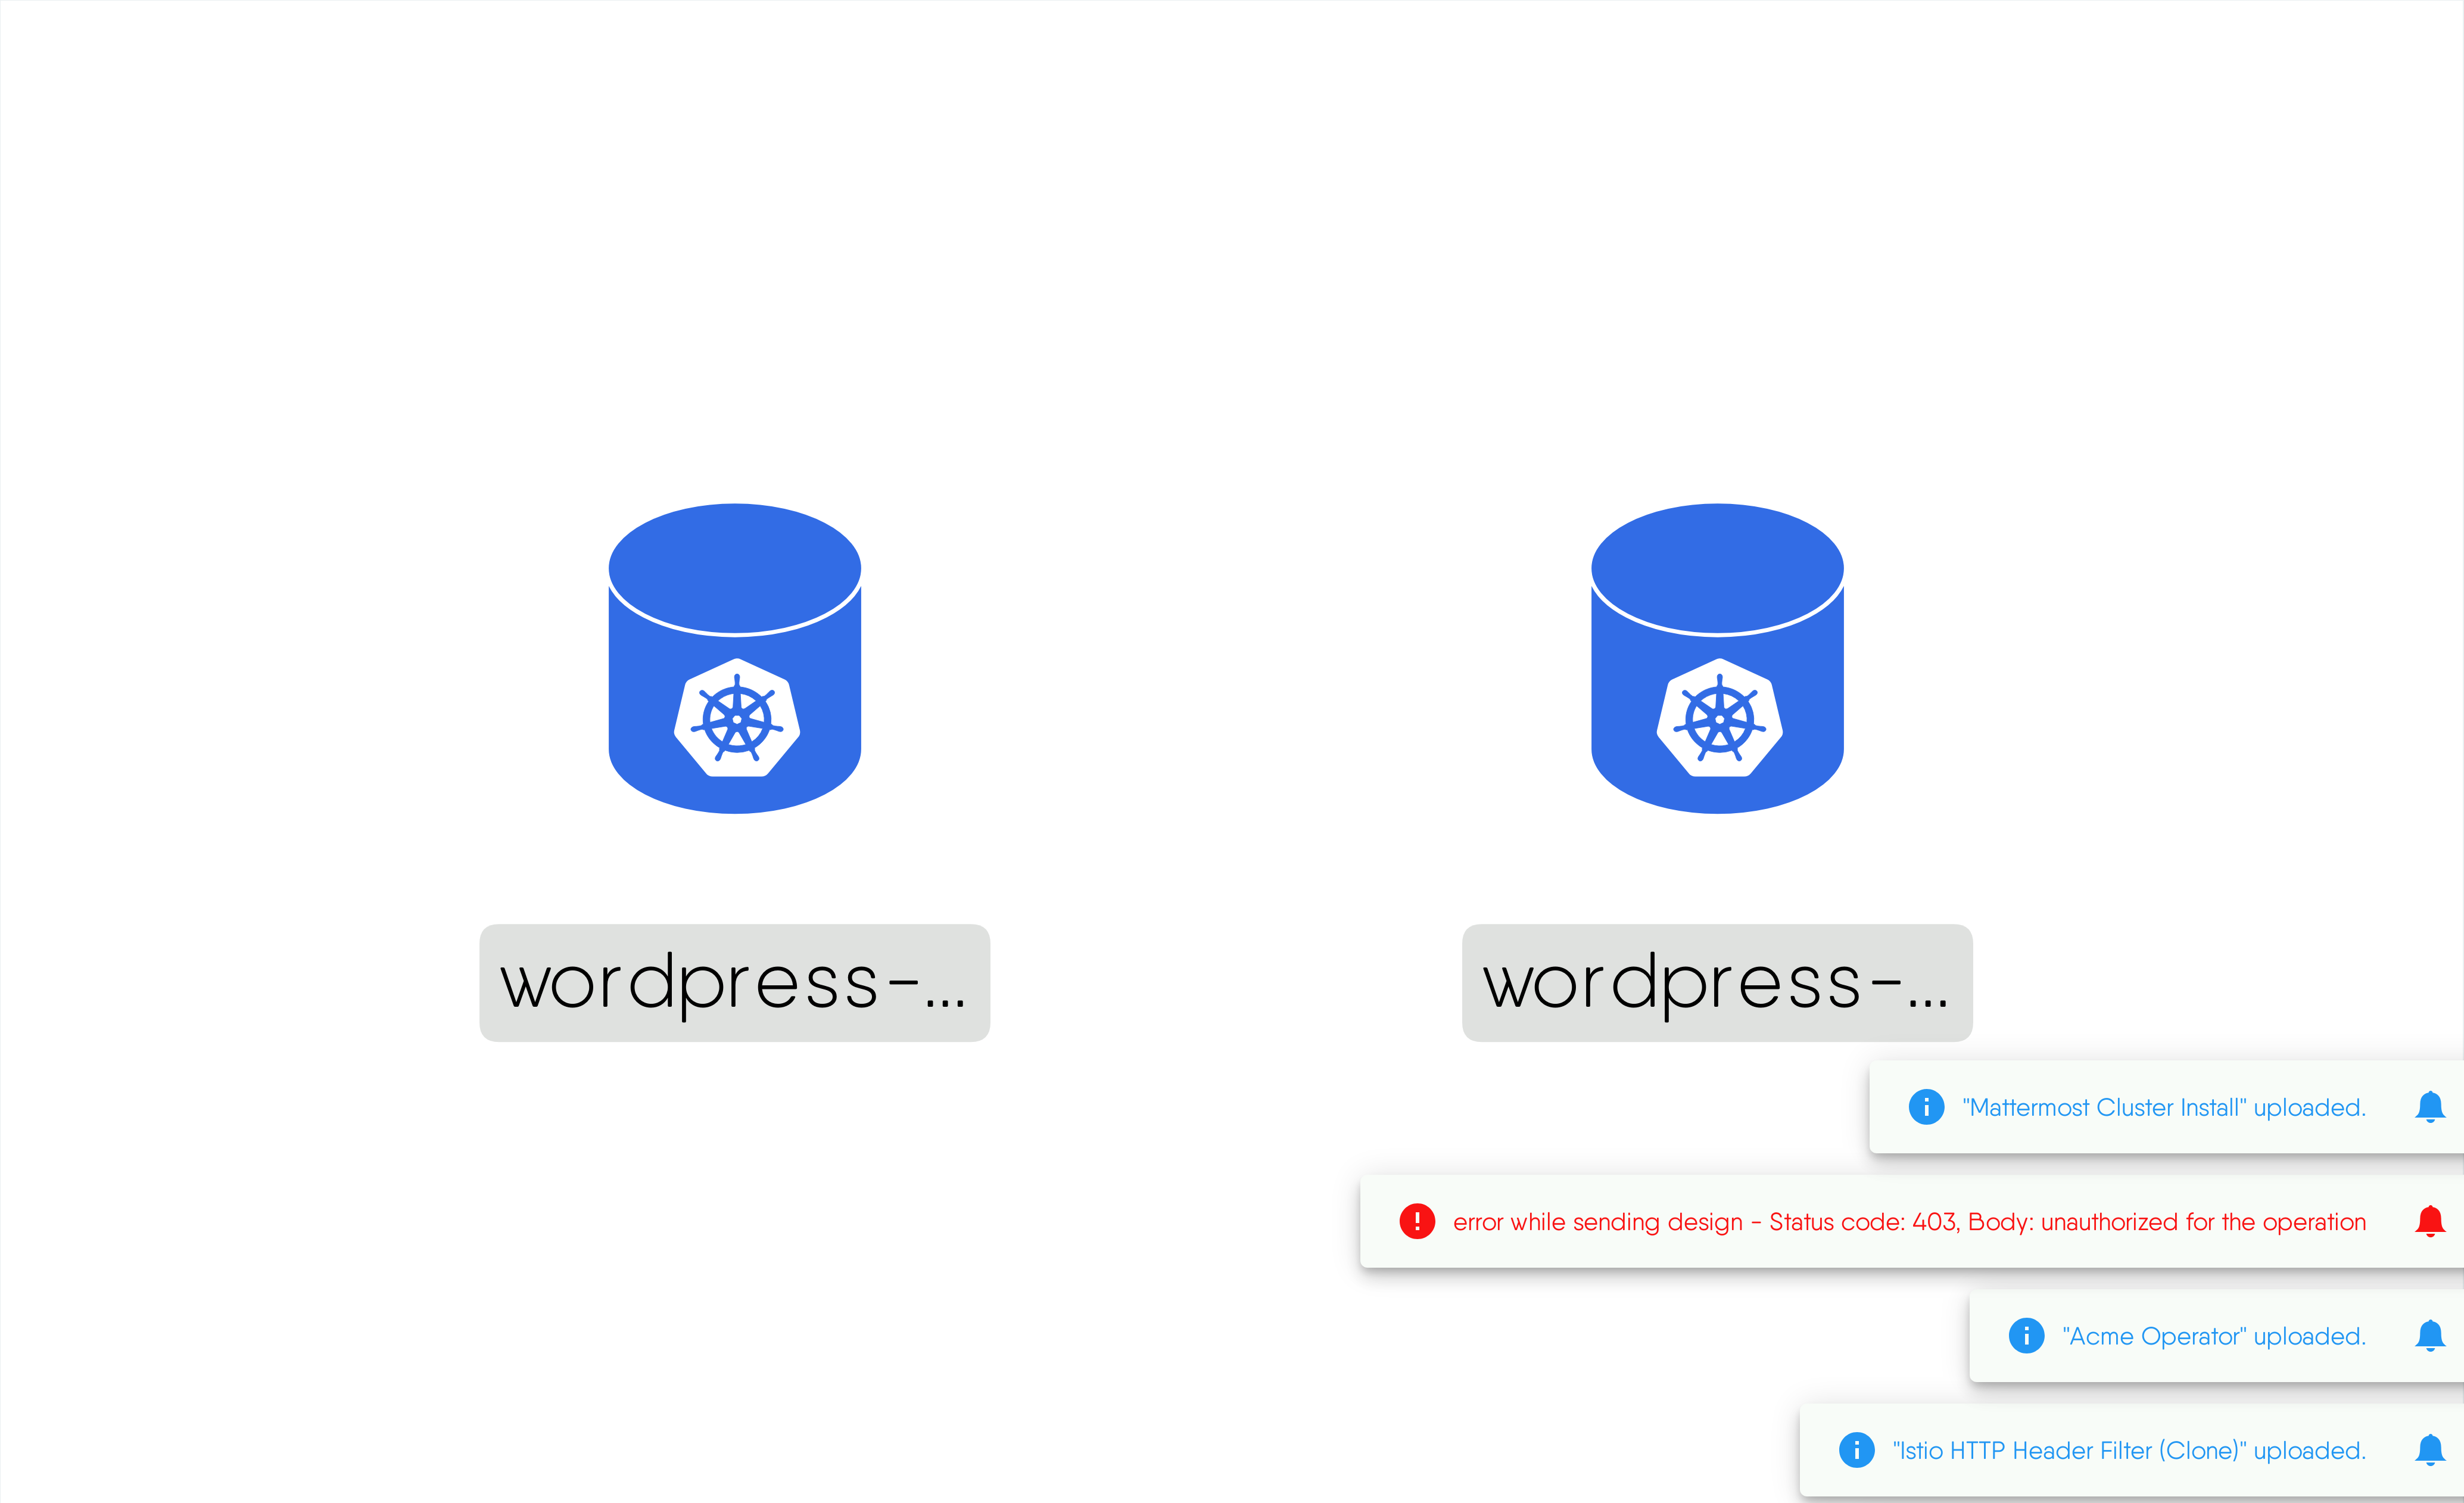 wordpress-...
wordpress-...
"Mattermost Cluster Install" uploaded.
error while sending design - Status code: 403, Body: unauthorized for the operation
"Acme Operator" uploaded.
"Istio HTTP Header Filter (Clone)" uploaded.